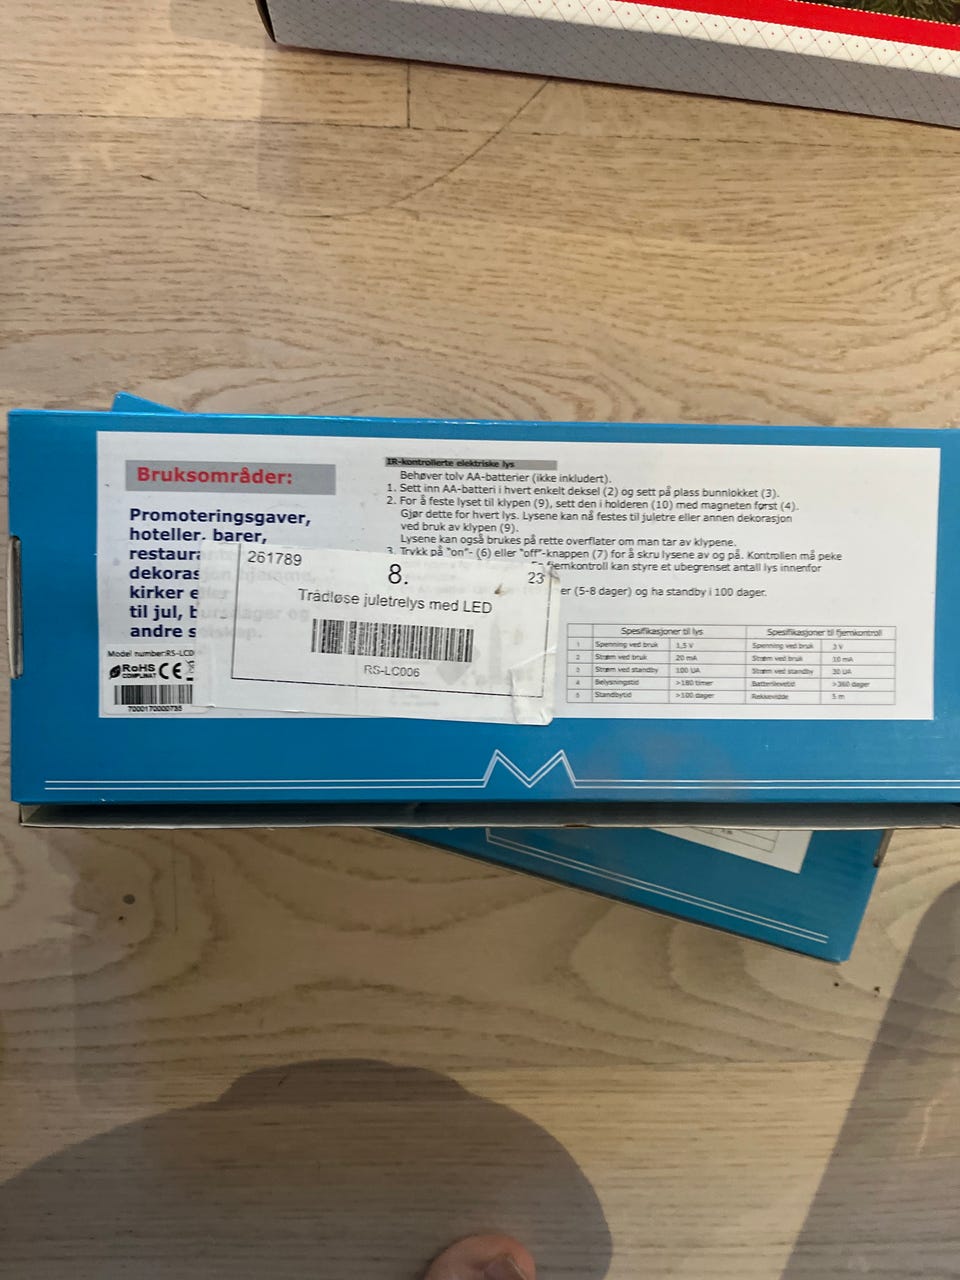 Bruksområder:
Promoteringsgaver,
hoteller, barer,
restaura
dekoras
kirker e
til jul, b
andre s
Model number:RS-LCD
RoHS
COMPLINAT
CE
7000170000735
261789
8.
23
Trådløse juletrelys med LED
RS-LC006
IR-kontrollerte elektriske lys
Behøver tolv AA-batterier (ikke inkludert).
1. Sett inn AA-batteri i hvert enkelt deksel (2) og sett på plass bunnlokket (3).
2. For å feste lyset til klypen (9), sett den i holderen (10) med magneten først (4).
Gjør dette for hvert lys. Lysene kan nå festes til juletre eller annen dekorasjon
ved bruk av klypen (9).
Lysene kan også brukes på rette overflater om man tar av klypene.
3. Trykk på "on"- (6) eller "off"-knappen (7) for å skru lysene av og på. Kontrollen må peke
fjernkontroll kan styre et ubegrenset antall lys innenfor
er (5-8 dager) og ha standby i 100 dager.
Spesifikasjoner til lys Spesifikasjoner til fjernkontroll
1 Spenning ved bruk 1,5 V Spenning ved bruk 3 V
2 Strøm ved bruk 20 mA Strøm ved bruk 10 mA
3 Strøm ved standby 100 UA Strøm ved standby 30 UA
4 Belysningstid >180 timer Batterilevetid >360 dager
5 Standbytid >100 dager Rekkevidde 5 m